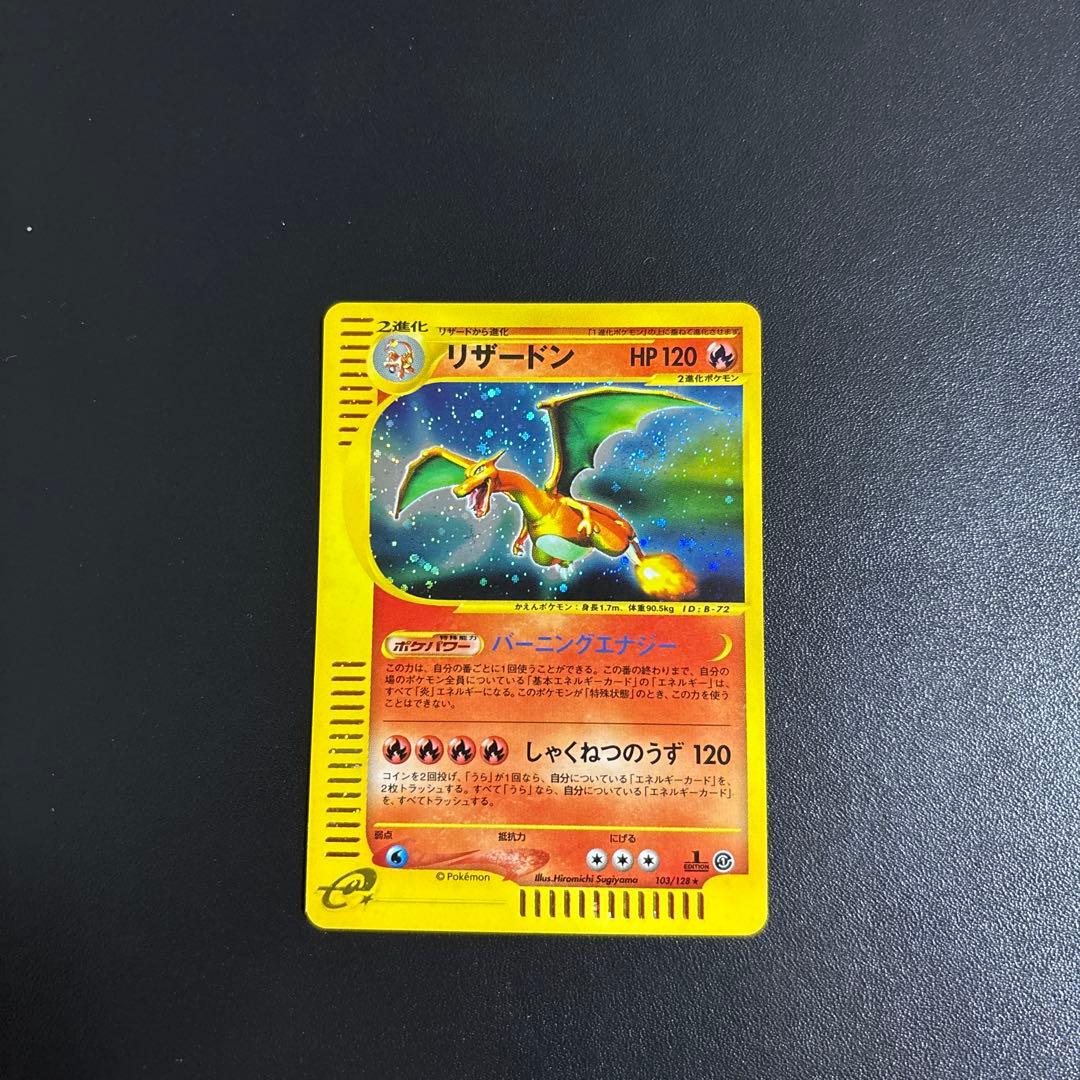 2進化 リザードから進化 「1進化ポケモン」の上に重ねて進化させます
リザードン HP 120
2進化ポケモン
かえんポケモン：身長1.7m、体重90.5kg ID：B-72
特殊能力
ポケパワー バーニングエナジー
この力は、自分の番ごとに1回使うことができる。この番の終わりまで、自分の
場のポケモン全員についている「基本エネルギーカード」の「エネルギー」は、
すべて「炎」エネルギーになる。このポケモンが「特殊状態」のとき、この力を使う
ことはできない。
しゃくねつのうず 120
コインを2回投げ、「うら」が1回なら、自分についている「エネルギーカード」を、
2枚トラッシュする。すべて「うら」なら、自分についている「エネルギーカード」
を、すべてトラッシュする。
弱点 抵抗力 にげる
1 EDITION
©Pokémon Illus.Hiromichi Sugiyama 103/128★
e